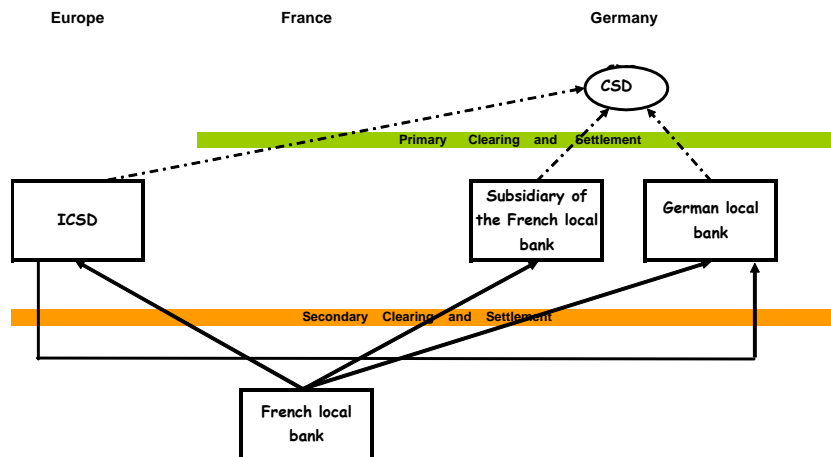 Europe France Germany
CSD
Primary Clearing and Settlement
ICSD
Subsidiary of
the French local
bank
German local
bank
Secondary Clearing and Settlement
French local
bank